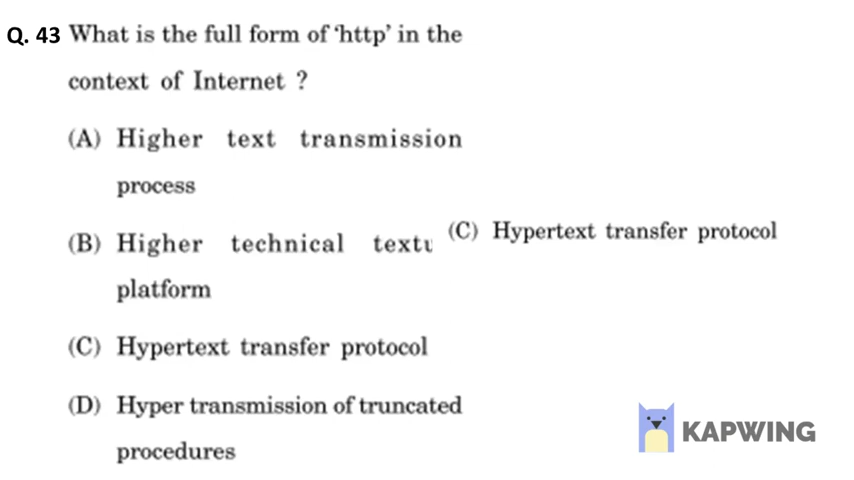 Q. 43 What is the full form of ‘http’ in the
context of Internet ?
(A) Higher text transmission
process
(B) Higher technical
platform
(C) Hypertext transfer protocol
(D) Hyper transmission of truncated
procedures
(C) Hypertext transfer protocol
KAPWING